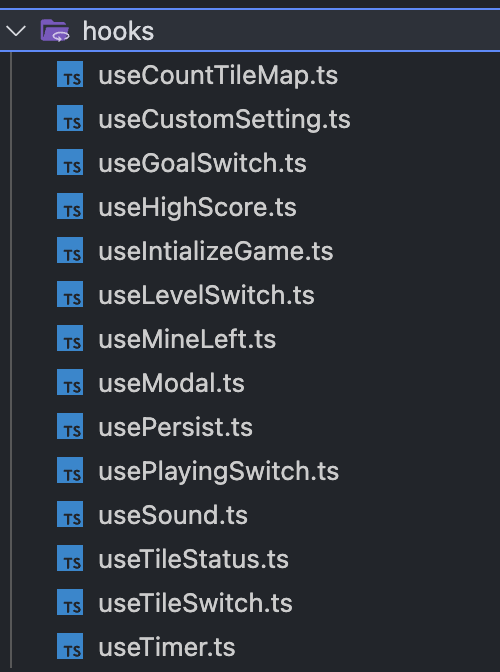 hooks
TS useCountTileMap.ts
TS useCustomSetting.ts
TS useGoalSwitch.ts
TS useHighScore.ts
TS useIntializeGame.ts
TS useLevelSwitch.ts
TS useMineLeft.ts
TS useModal.ts
TS usePersist.ts
TS usePlayingSwitch.ts
TS useSound.ts
TS useTileStatus.ts
TS useTileSwitch.ts
TS useTimer.ts